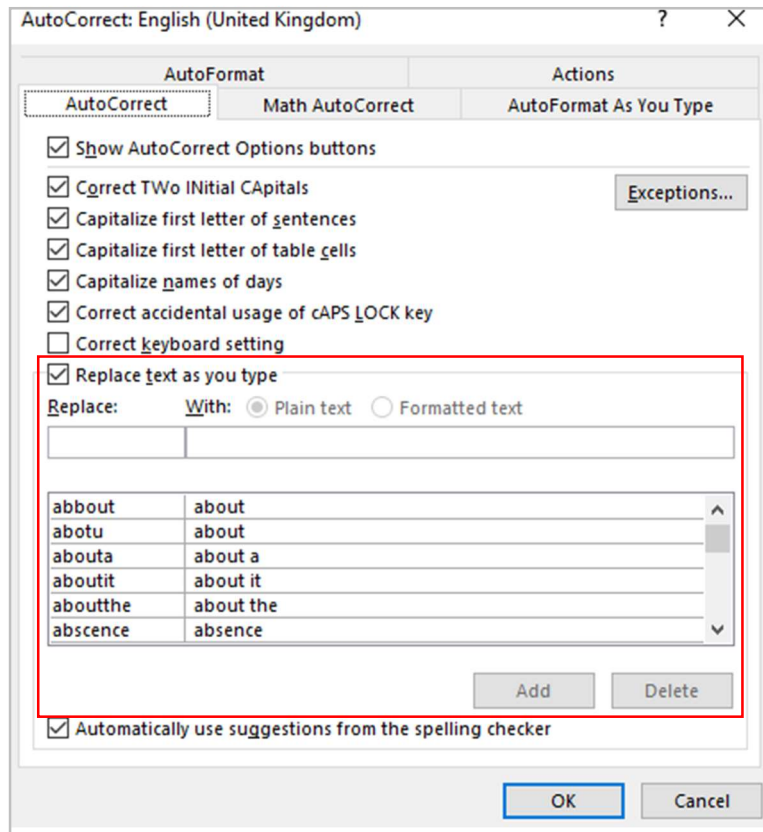 AutoCorrect: English (United Kingdom) ? ✕
AutoFormat Actions
AutoCorrect Math AutoCorrect AutoFormat As You Type
Show AutoCorrect Options buttons
Correct TWo INitial CApitals Exceptions...
Capitalize first letter of sentences
Capitalize first letter of table cells
Capitalize names of days
Correct accidental usage of cAPS LOCK key
Correct keyboard setting
Replace text as you type
Replace: With: Plain text Formatted text
abbout about
abotu about
abouta about a
aboutit about it
aboutthe about the
abscence absence
Add Delete
Automatically use suggestions from the spelling checker
OK Cancel